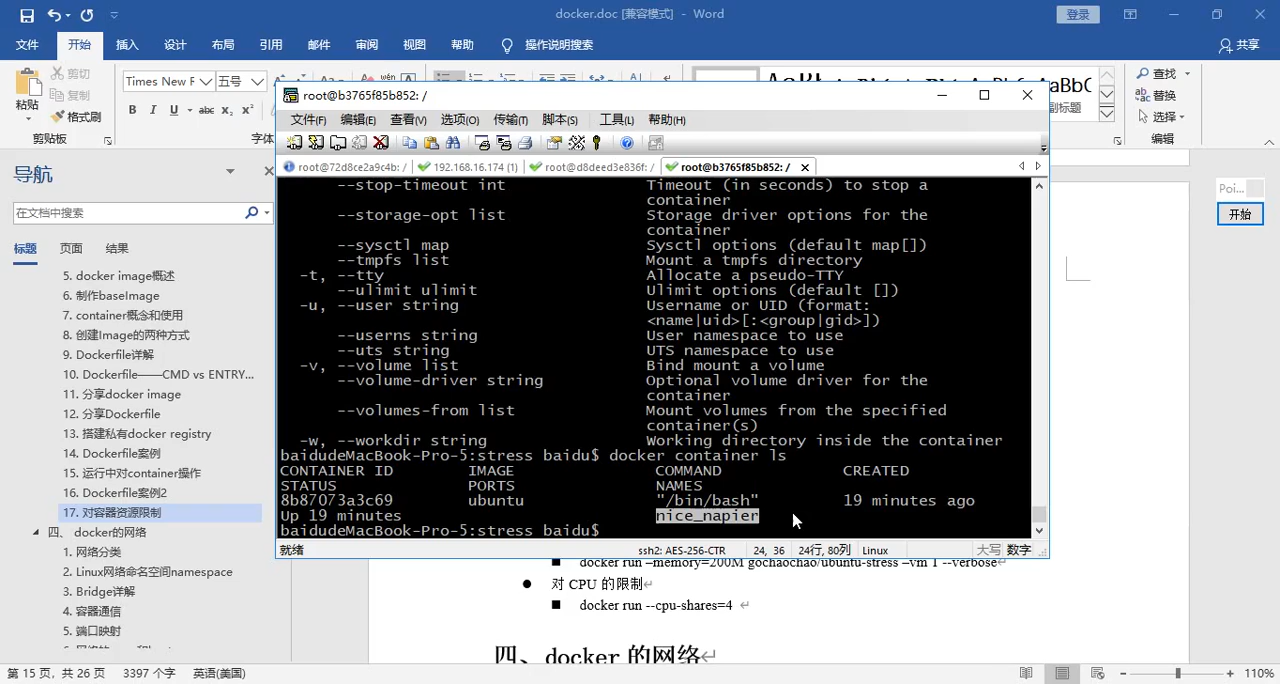 docker.doc [兼容模式] - Word
登录
文件 开始 插入 设计 布局 引用 邮件 审阅 视图 帮助 操作说明搜索 共享
粘贴
剪切
复制
格式刷
剪贴板
Times New F 五号
B I U abc x₂ x²
字体
AaBbC
副标题
查找
替换
选择
编辑
导航
在文档中搜索
标题 页面 结果
5. docker image概述
6. 制作baseImage
7. container概念和使用
8. 创建Image的两种方式
9. Dockerfile详解
10. Dockerfile——CMD vs ENTRY...
11. 分享docker image
12. 分享Dockerfile
13. 搭建私有docker registry
14. Dockerfile案例
15. 运行中对container操作
16. Dockerfile案例2
17. 对容器资源限制
四、 docker的网络
1. 网络分类
2. Linux网络命名空间namespace
3. Bridge详解
4. 容器通信
5. 端口映射
root@b3765f85b852: /
文件(F) 编辑(E) 查看(V) 选项(O) 传输(T) 脚本(S) 工具(L) 帮助(H)
root@72d8ce2a9c4b: / 192.168.16.174 (1) root@d8deed3e836f: / root@b3765f85b852: /
--stop-timeout int Timeout (in seconds) to stop a
container
--storage-opt list Storage driver options for the
container
--sysctl map Sysctl options (default map[])
--tmpfs list Mount a tmpfs directory
-t, --tty Allocate a pseudo-TTY
--ulimit ulimit Ulimit options (default [])
-u, --user string Username or UID (format:
<name|uid>[:<group|gid>])
--userns string User namespace to use
--uts string UTS namespace to use
-v, --volume list Bind mount a volume
--volume-driver string Optional volume driver for the
container
--volumes-from list Mount volumes from the specified
container(s)
-w, --workdir string Working directory inside the container
baidudeMacBook-Pro-5:stress baidu$ docker container ls
CONTAINER ID IMAGE COMMAND CREATED
STATUS PORTS NAMES
8b87073a3c69 ubuntu "/bin/bash" 19 minutes ago
Up 19 minutes nice_napier
baidudeMacBook-Pro-5:stress baidu$
就绪 ssh2: AES-256-CTR 24, 36 24行, 80列 Linux 大写 数字
Poi...
开始
docker run –memory=200M gochaochao/ubuntu-stress –vm 1 --verbose
对 CPU 的限制
docker run --cpu-shares=4
四、docker 的网络
第 15 页，共 26 页 3397 个字 英语(美国) 110%